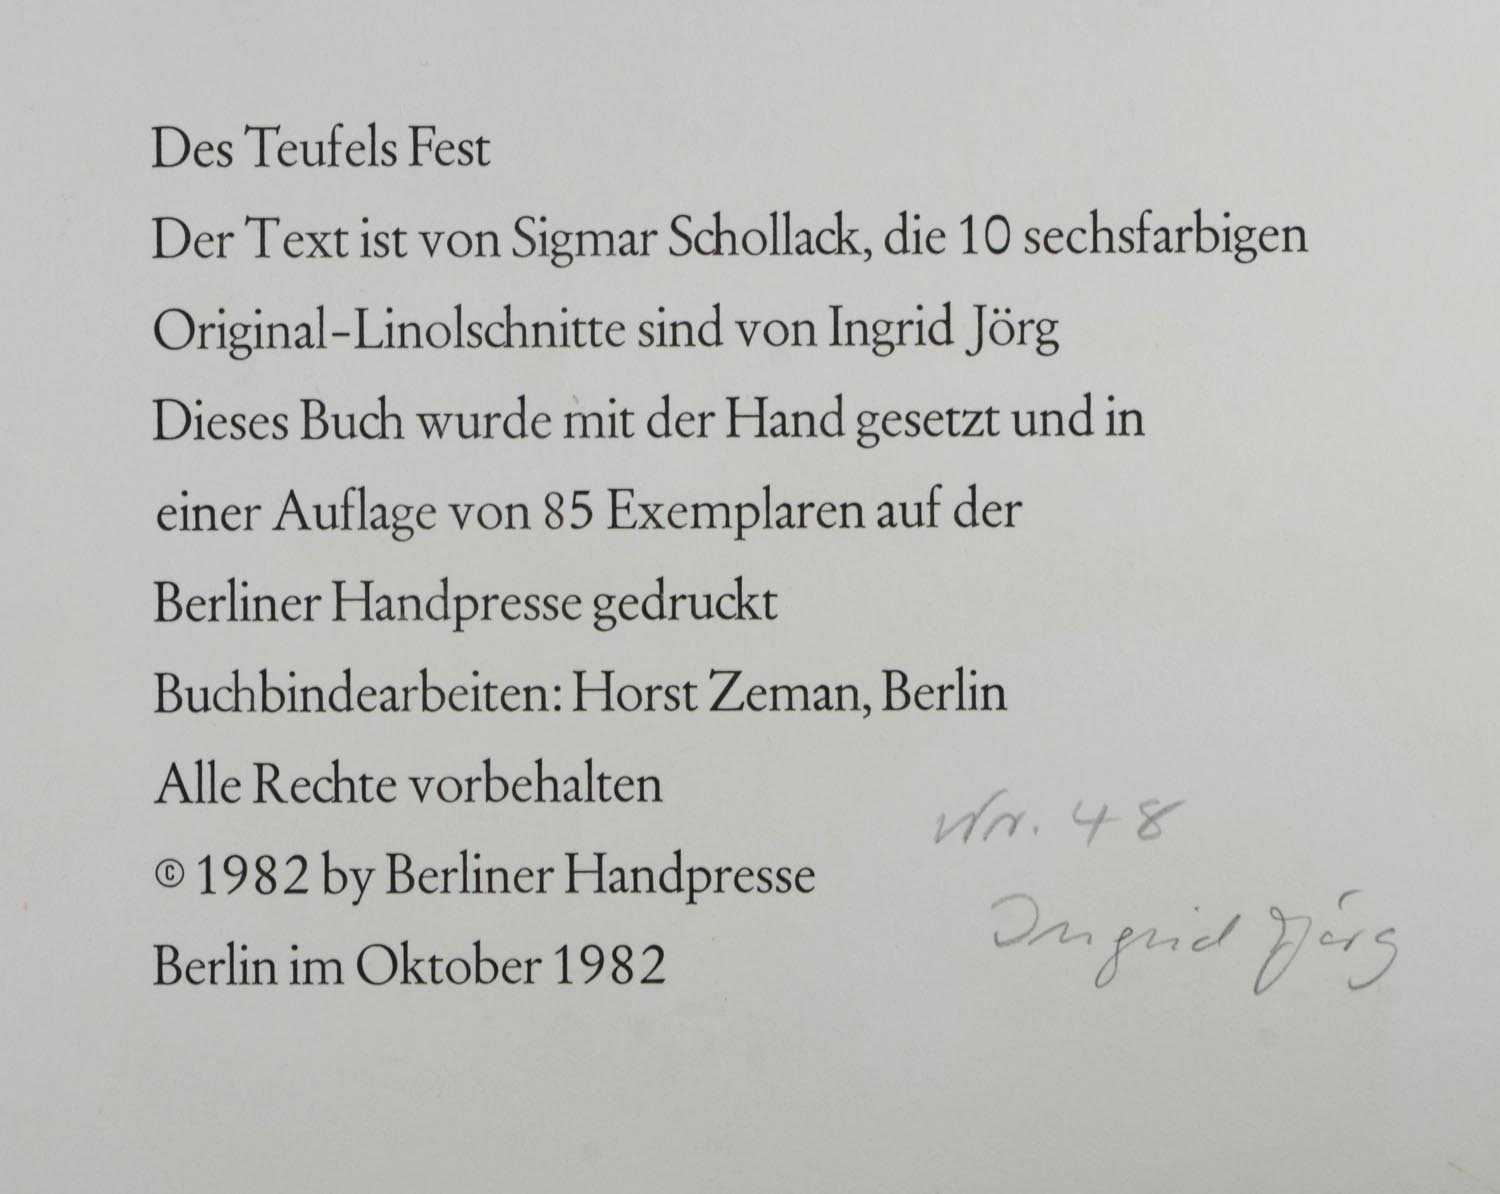 Des Teufels Fest
Der Text ist von Sigmar Schollack, die 10 sechsfarbigen
Original-Linolschnitte sind von Ingrid Jörg
Dieses Buch wurde mit der Hand gesetzt und in
einer Auflage von 85 Exemplaren auf der
Berliner Handpresse gedruckt
Buchbindearbeiten: Horst Zeman, Berlin
Alle Rechte vorbehalten
© 1982 by Berliner Handpresse
Berlin im Oktober 1982
Nr. 48
Ingrid Jörg